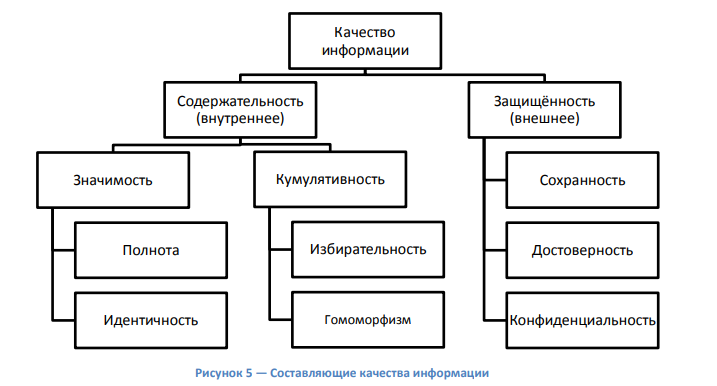 Качество
информации
Содержательность
(внутреннее)
Защищённость
(внешнее)
Значимость
Кумулятивность
Сохранность
Полнота
Избирательность
Достоверность
Идентичность
Гомоморфизм
Конфиденциальность
Рисунок 5 — Составляющие качества информации